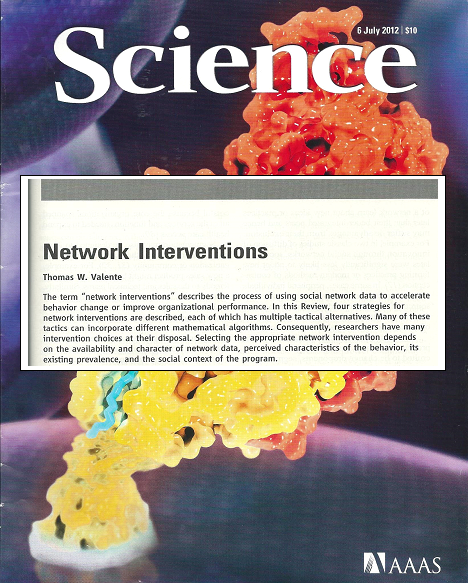 6 July 2012 | $10
Science
Network Interventions
Thomas W. Valente
The term "network interventions" describes the process of using social network data to accelerate
behavior change or improve organizational performance. In this Review, four strategies for
network interventions are described, each of which has multiple tactical alternatives. Many of these
tactics can incorporate different mathematical algorithms. Consequently, researchers have many
intervention choices at their disposal. Selecting the appropriate network intervention depends
on the availability and character of network data, perceived characteristics of the behavior, its
existing prevalence, and the social context of the program.
AAAS